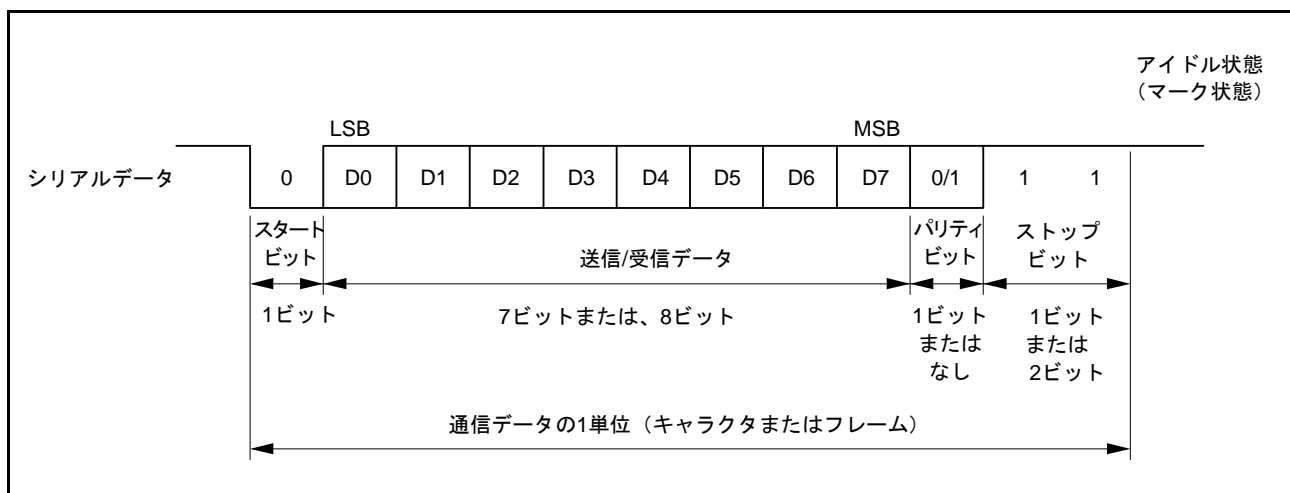 アイドル状態
（マーク状態）
LSB
MSB
シリアルデータ
0
D0
D1
D2
D3
D4
D5
D6
D7
0/1
1
1
スタート
ビット
送信/受信データ
パリティ
ビット
ストップ
ビット
1ビット
7ビットまたは、8ビット
1ビット
または
なし
1ビット
または
2ビット
通信データの1単位（キャラクタまたはフレーム）